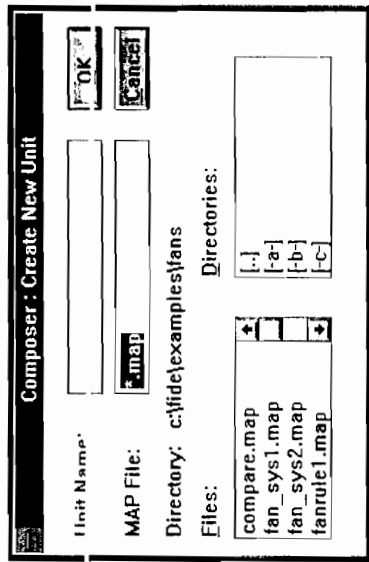 Composer : Create New Unit
Unit Name:
OK
MAP File:
*.map
Cancel
Directory: c:\fide\examples\fans
Files:
Directories:
compare.map
fan_sys1.map
fan_sys2.map
fanrule1.map
[..]
[-a-]
[-b-]
[-c-]